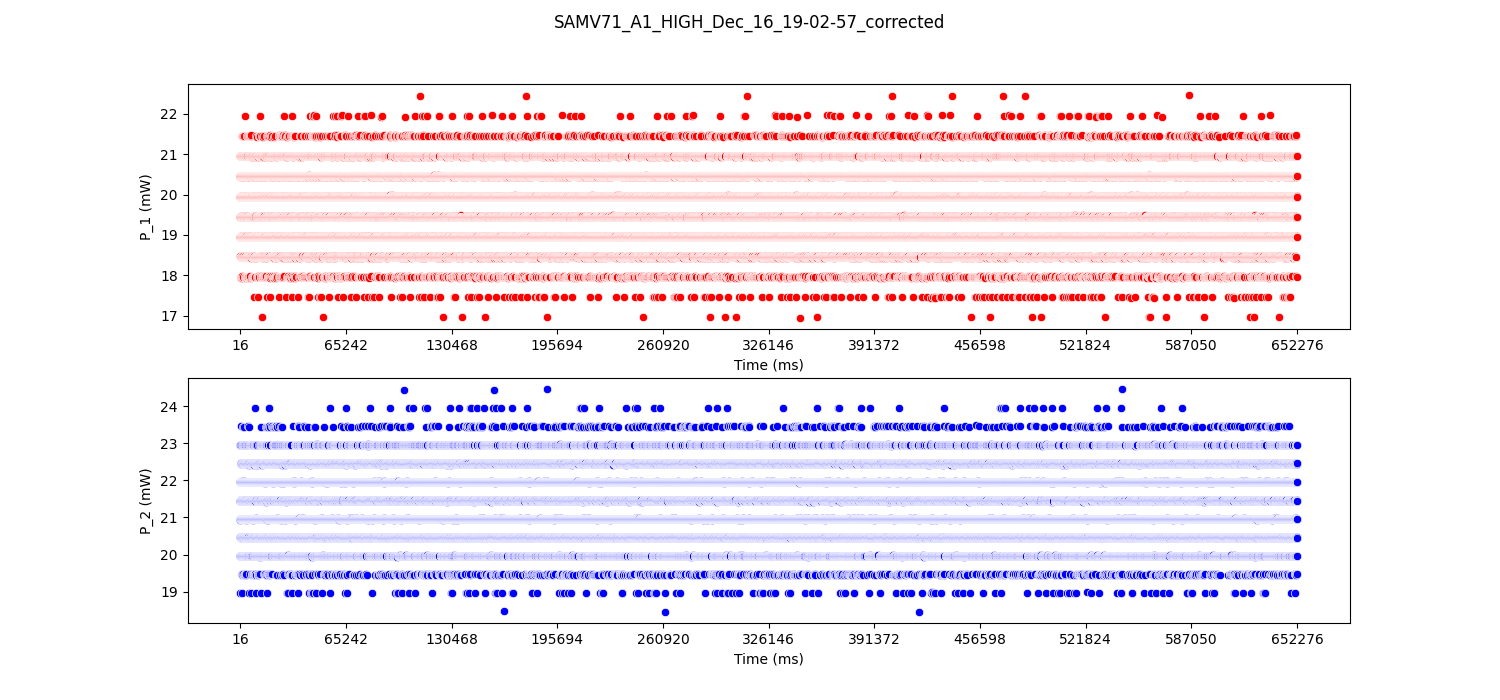 SAMV71_A1_HIGH_Dec_16_19-02-57_corrected
P_1 (mW)
22
21
20
19
18
17
16 65242 130468 195694 260920 326146 391372 456598 521824 587050 652276
Time (ms)
P_2 (mW)
24
23
22
21
20
19
16 65242 130468 195694 260920 326146 391372 456598 521824 587050 652276
Time (ms)